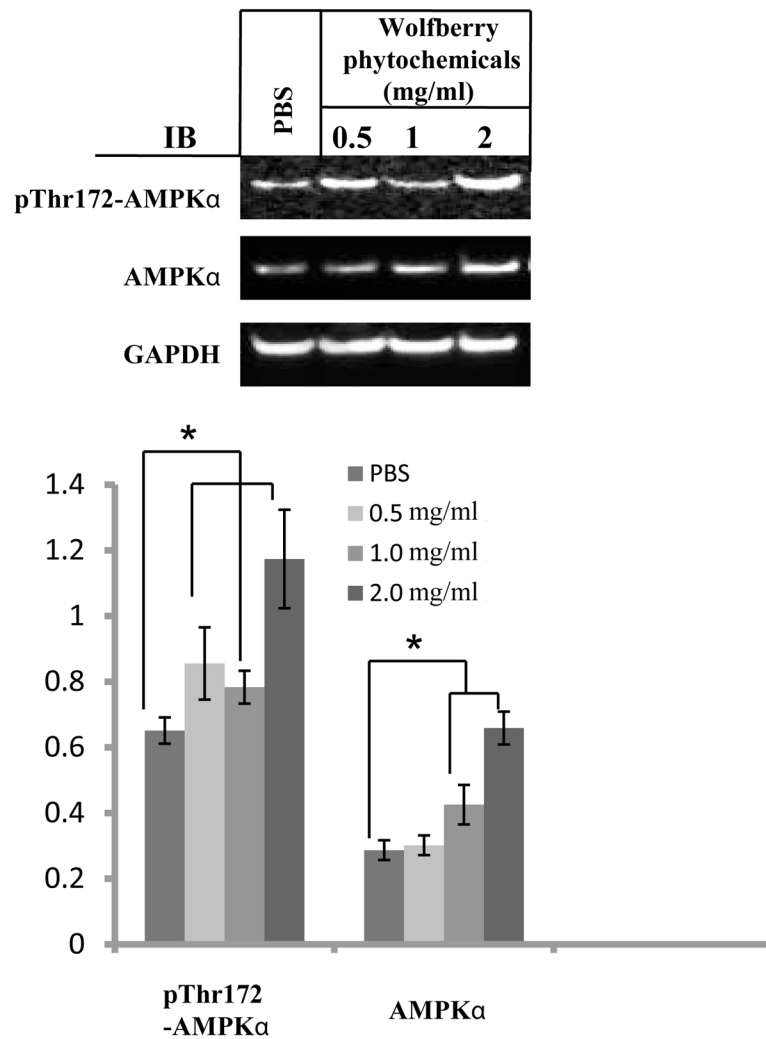 Wolfberry
phytochemicals
(mg/ml)
PBS
IB
0.5 1 2
pThr172-AMPKα
AMPKα
GAPDH
*
1.4
1.2
1
0.8
0.6
0.4
0.2
0
PBS
0.5 mg/ml
1.0 mg/ml
2.0 mg/ml
*
pThr172
-AMPKα
AMPKα